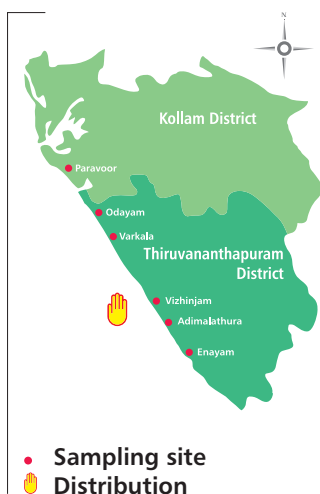 N
Kollam District
Paravoor
Odayam
Varkala
Thiruvananthapuram
District
Vizhinjam
Adimalathura
Enayam
Sampling site
Distribution